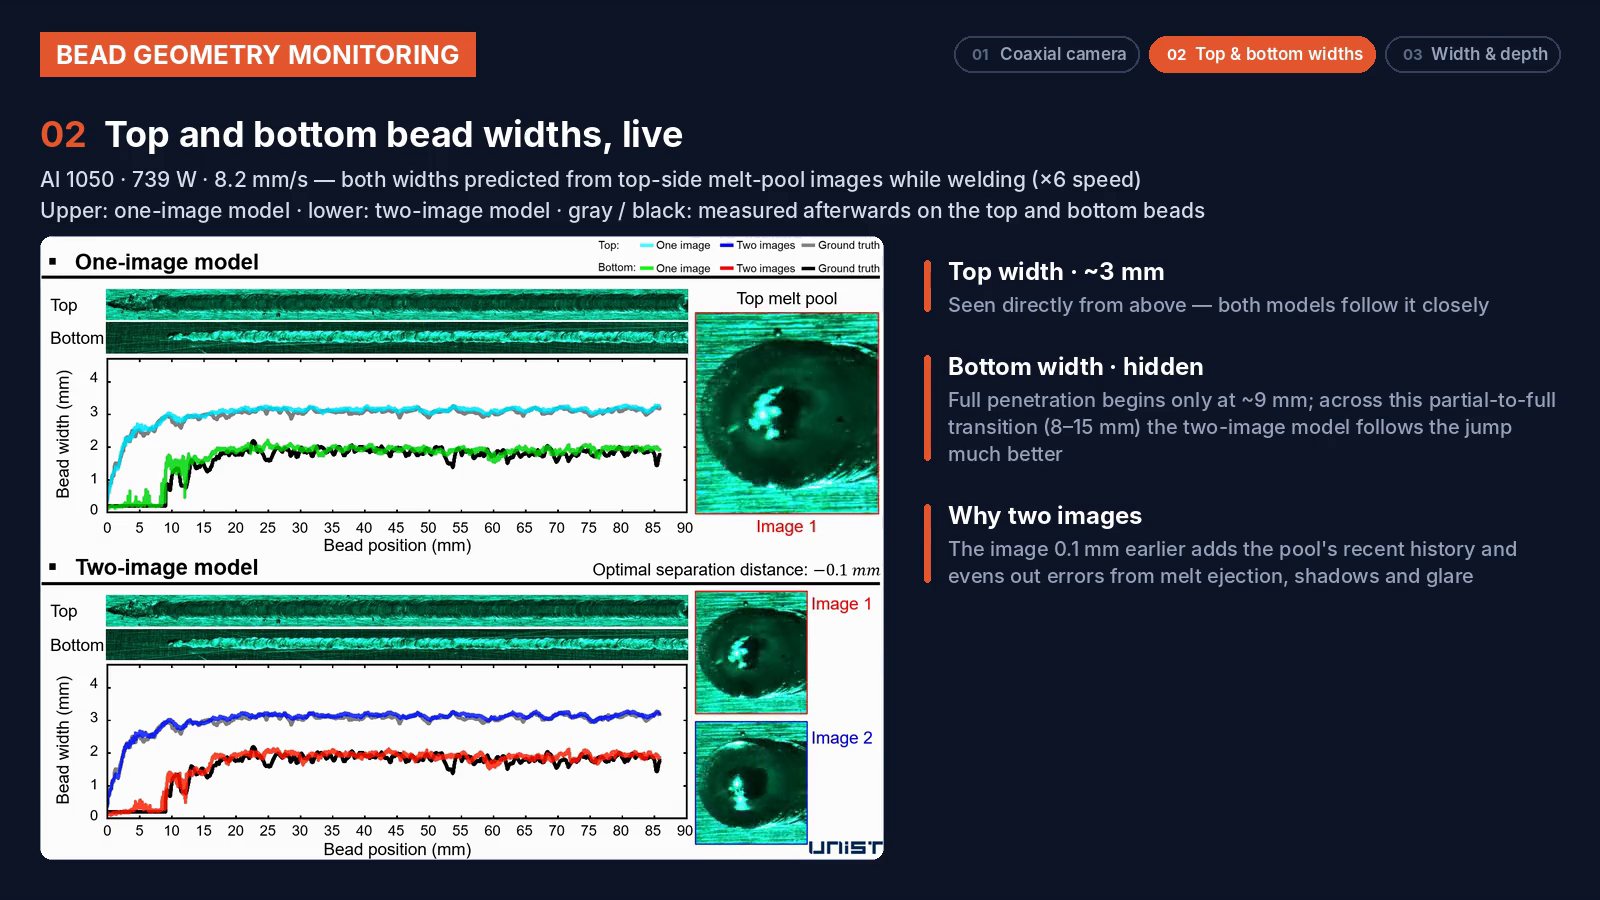 BEAD GEOMETRY MONITORING
01 Coaxial camera
02 Top & bottom widths
03 Width & depth
02 Top and bottom bead widths, live
Al 1050 · 739 W · 8.2 mm/s — both widths predicted from top-side melt-pool images while welding (×6 speed)
Upper: one-image model · lower: two-image model · gray / black: measured afterwards on the top and bottom beads
▪ One-image model
Top: One image Two images Ground truth
Bottom: One image Two images Ground truth
Top
Bottom
Top melt pool
Bead width (mm)
4
3
2
1
0
0 5 10 15 20 25 30 35 40 45 50 55 60 65 70 75 80 85 90
Bead position (mm)
Image 1
▪ Two-image model
Optimal separation distance: −0.1 mm
Top
Bottom
Image 1
Bead width (mm)
4
3
2
1
0
0 5 10 15 20 25 30 35 40 45 50 55 60 65 70 75 80 85 90
Bead position (mm)
Image 2
UNIST
Top width · ~3 mm
Seen directly from above — both models follow it closely
Bottom width · hidden
Full penetration begins only at ~9 mm; across this partial-to-full
transition (8–15 mm) the two-image model follows the jump
much better
Why two images
The image 0.1 mm earlier adds the pool's recent history and
evens out errors from melt ejection, shadows and glare